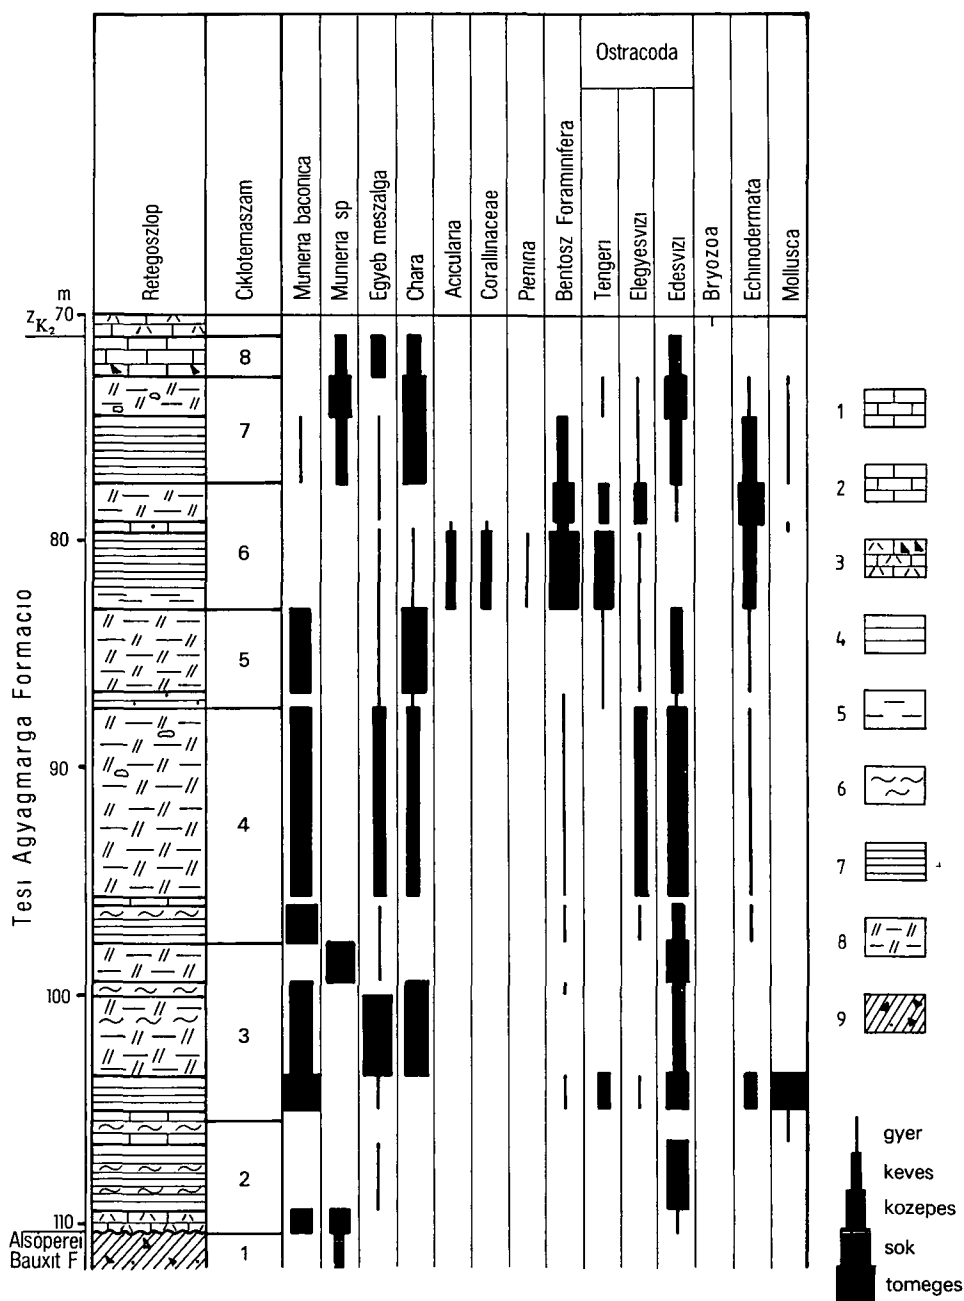 Ostracoda
Retegoszlop
Ciklotemaszam
Munieria baconica
Munieria sp
Egyeb meszalga
Chara
Acicularia
Corallinaceae
Pienina
Bentosz Foraminifera
Tengeri
Elegyesvizi
Edesvizi
Bryozoa
Echinodermata
Mollusca
m
70
ZK2
80
90
100
110
Tesi Agyagmarga Formacio
Alsóperei
Bauxit F
8
7
6
5
4
3
2
1
1
2
3
4
5
6
7
8
9
gyer
keves
kozepes
sok
tomeges